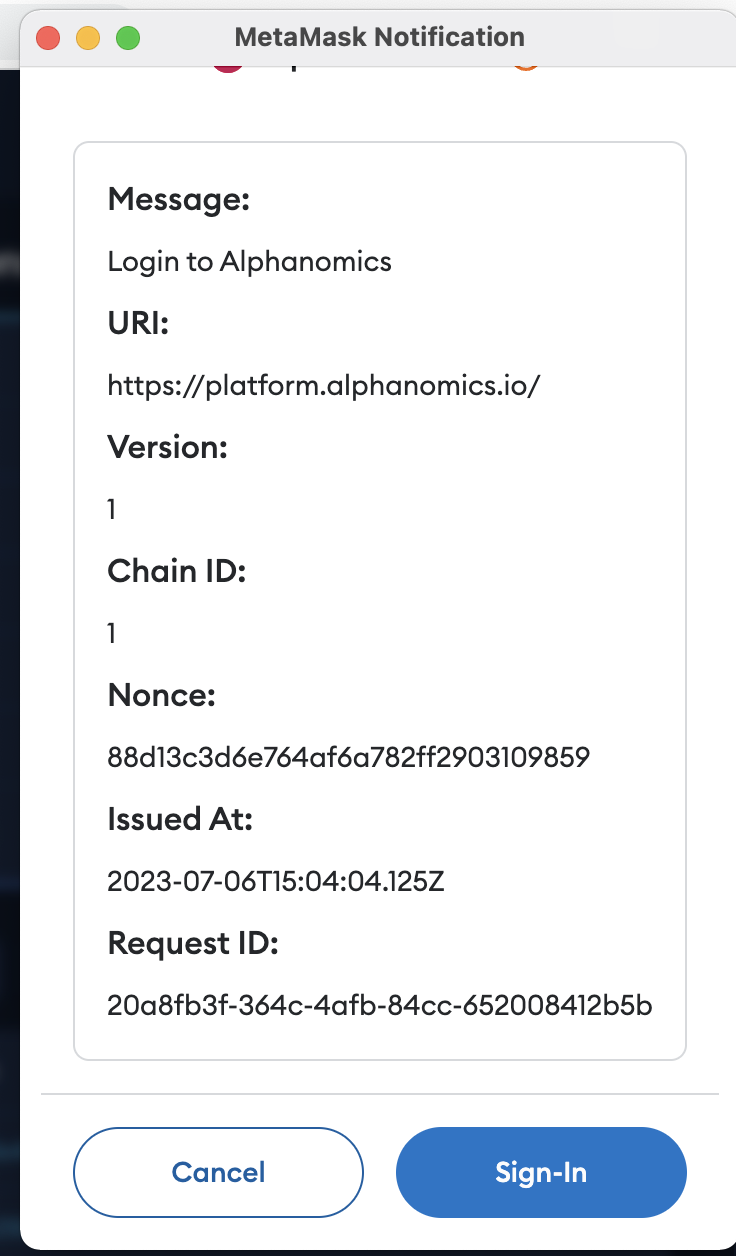 MetaMask Notification
Message:
Login to Alphanomics
URI:
https://platform.alphanomics.io/
Version:
1
Chain ID:
1
Nonce:
88d13c3d6e764af6a782ff2903109859
Issued At:
2023-07-06T15:04:04.125Z
Request ID:
20a8fb3f-364c-4afb-84cc-652008412b5b
Cancel
Sign-In